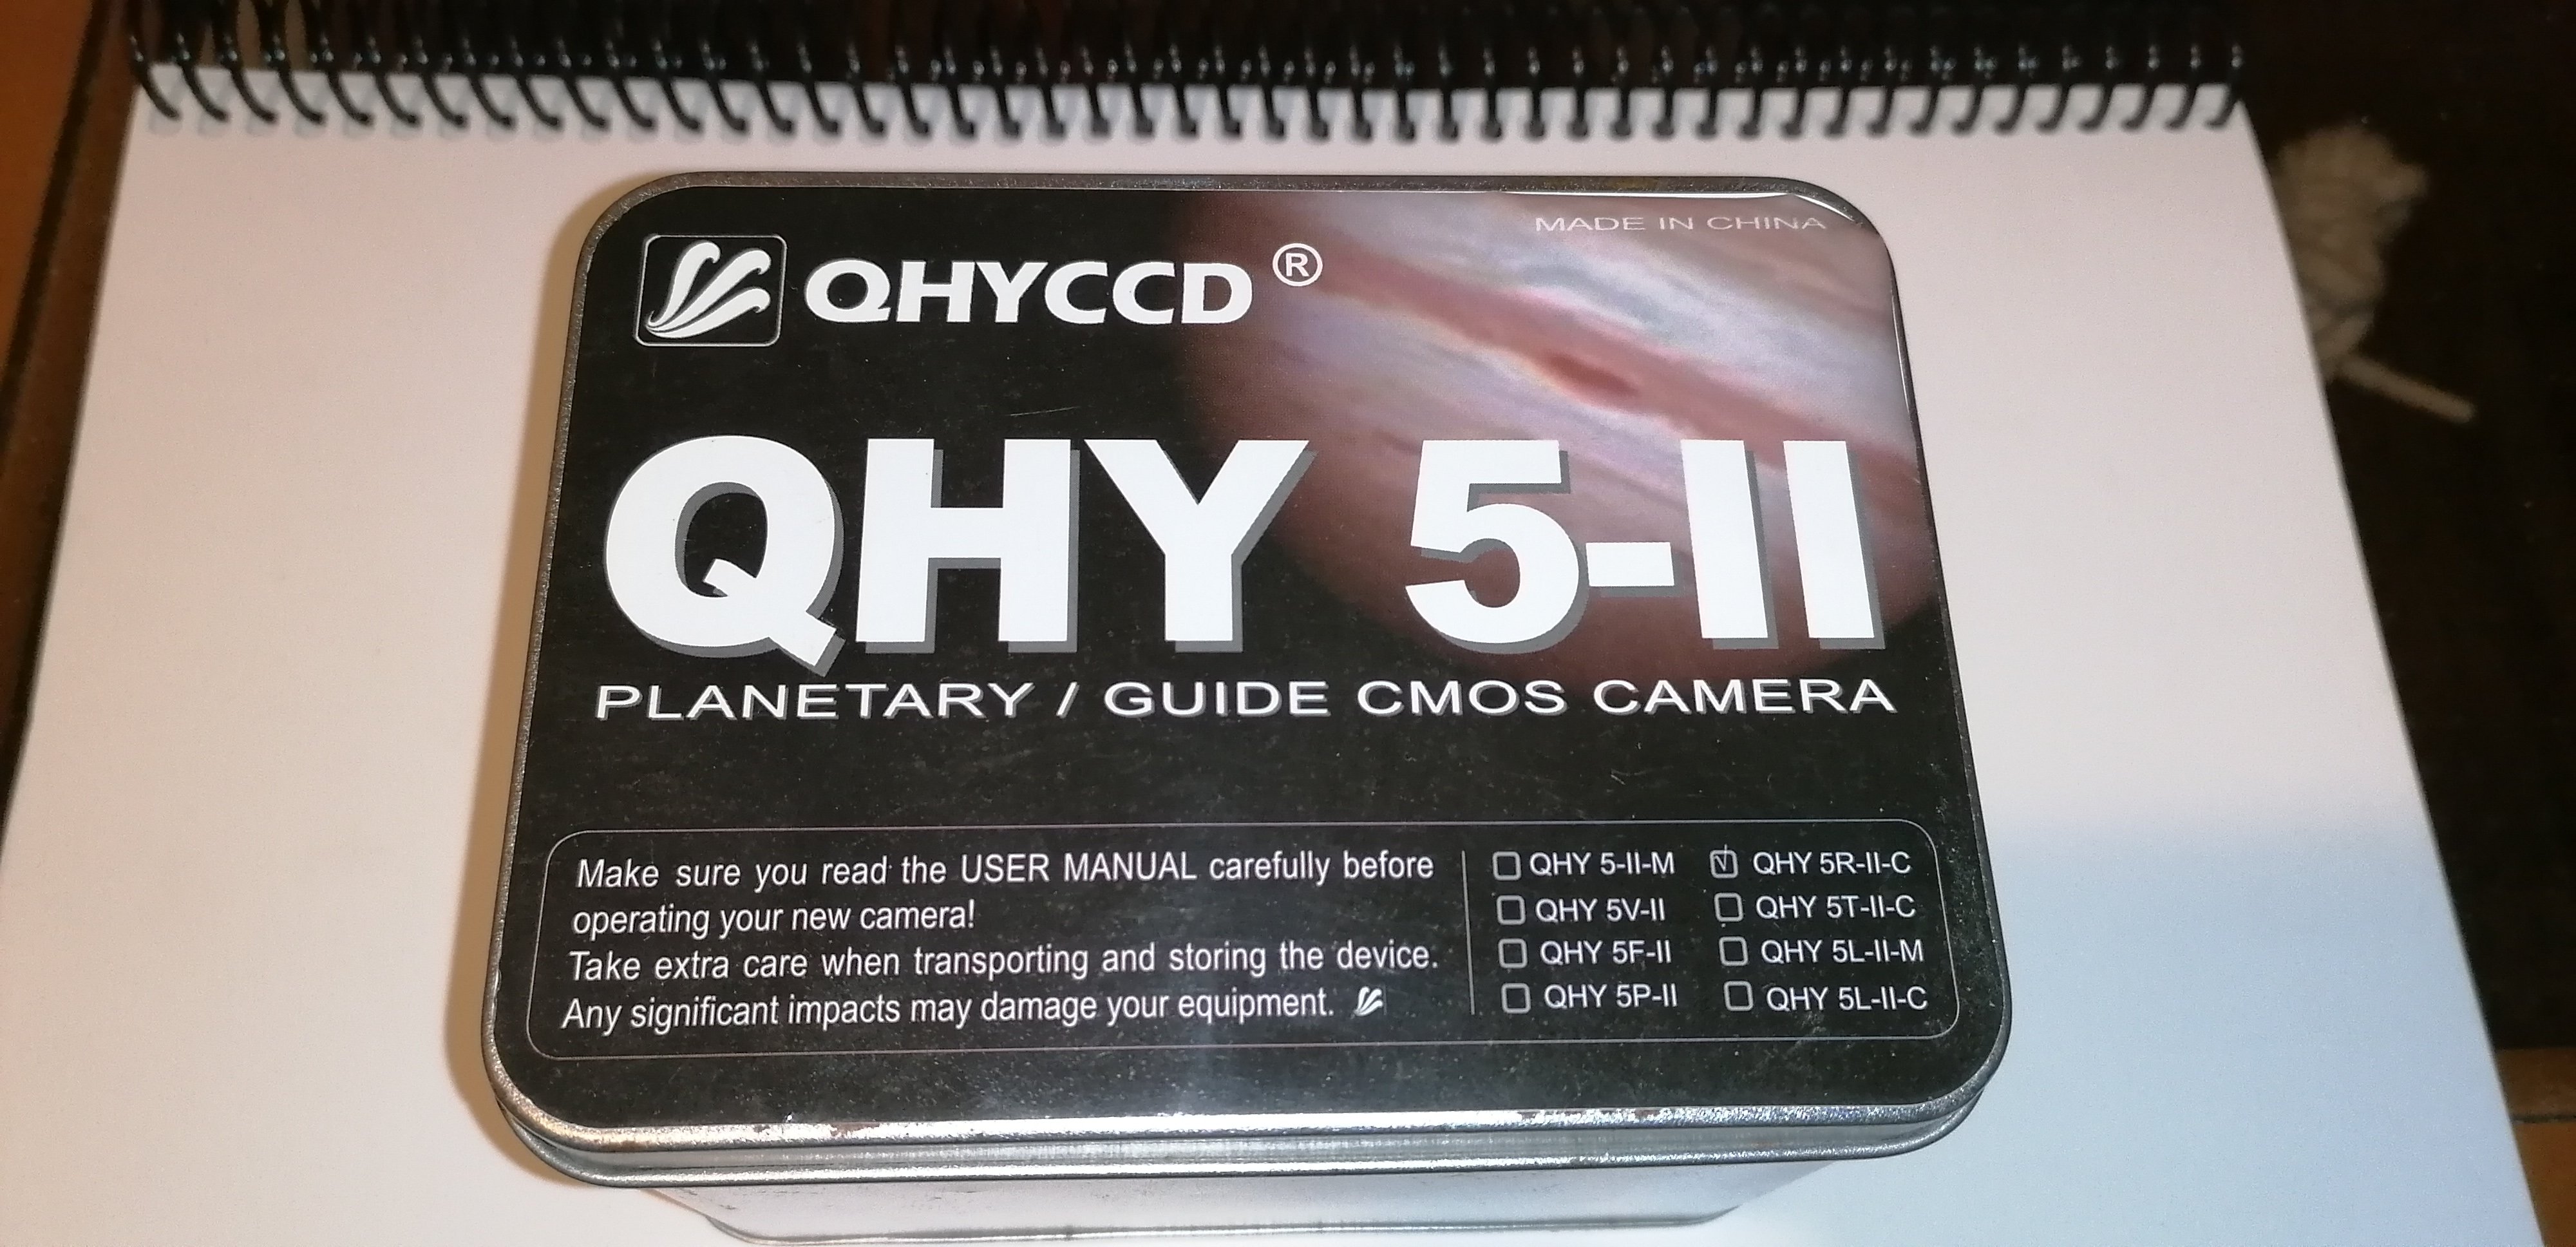 MADE IN CHINA
QHYCCD®
QHY 5-II
PLANETARY / GUIDE CMOS CAMERA
Make sure you read the USER MANUAL carefully before
operating your new camera!
Take extra care when transporting and storing the device.
Any significant impacts may damage your equipment.
QHY 5-II-M
QHY 5V-II
QHY 5F-II
QHY 5P-II
QHY 5R-II-C
QHY 5T-II-C
QHY 5L-II-M
QHY 5L-II-C